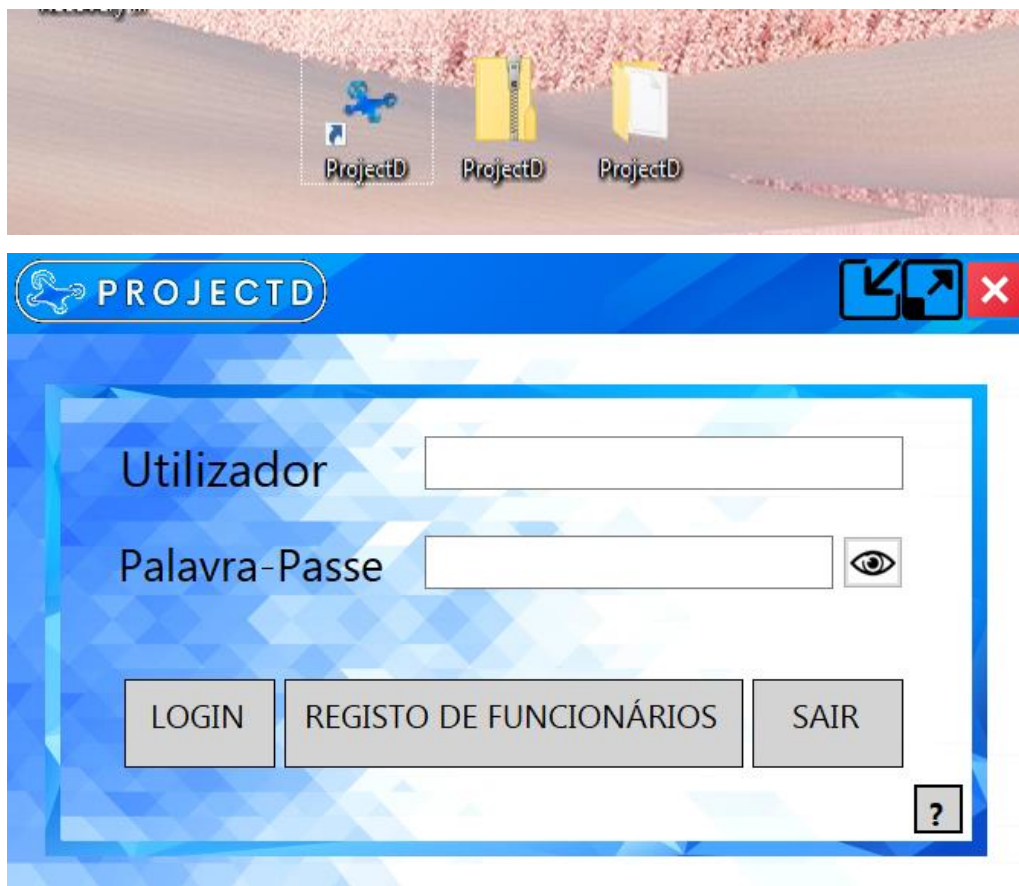 ProjectD ProjectD ProjectD
PROJECTD
Utilizador
Palavra-Passe
LOGIN REGISTO DE FUNCIONÁRIOS SAIR
?